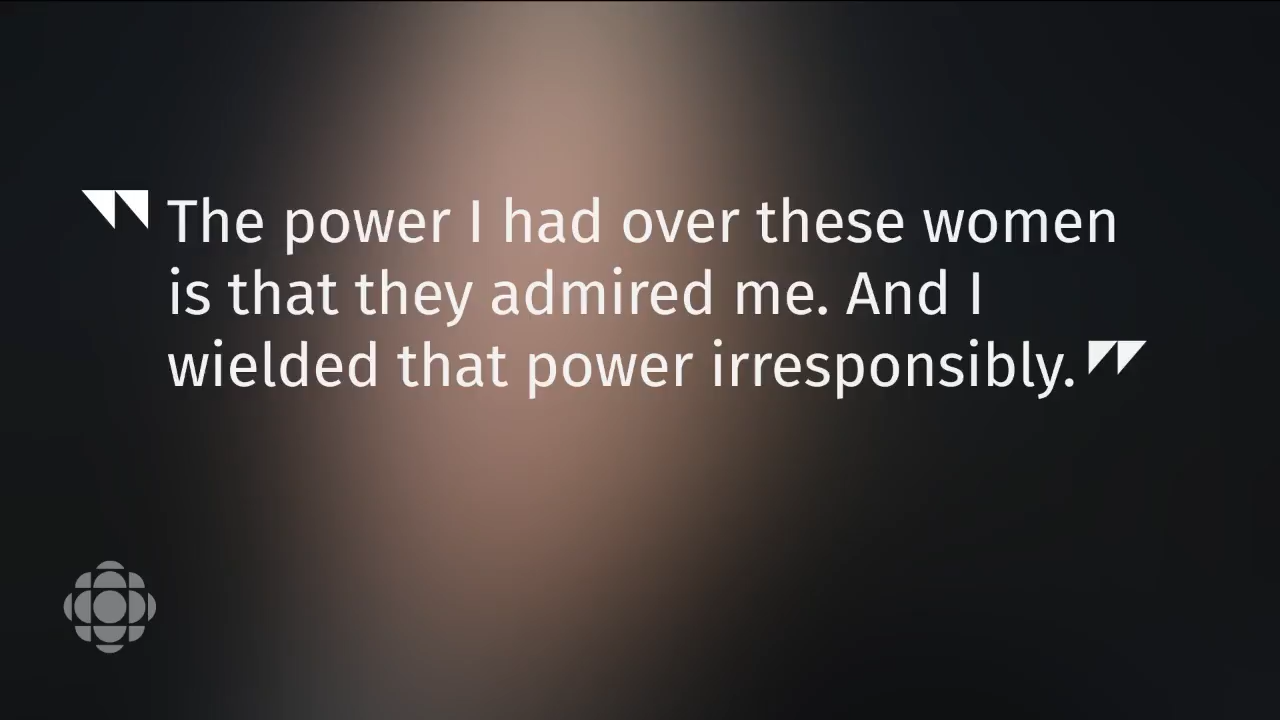 "The power I had over these women
is that they admired me. And I
wielded that power irresponsibly."